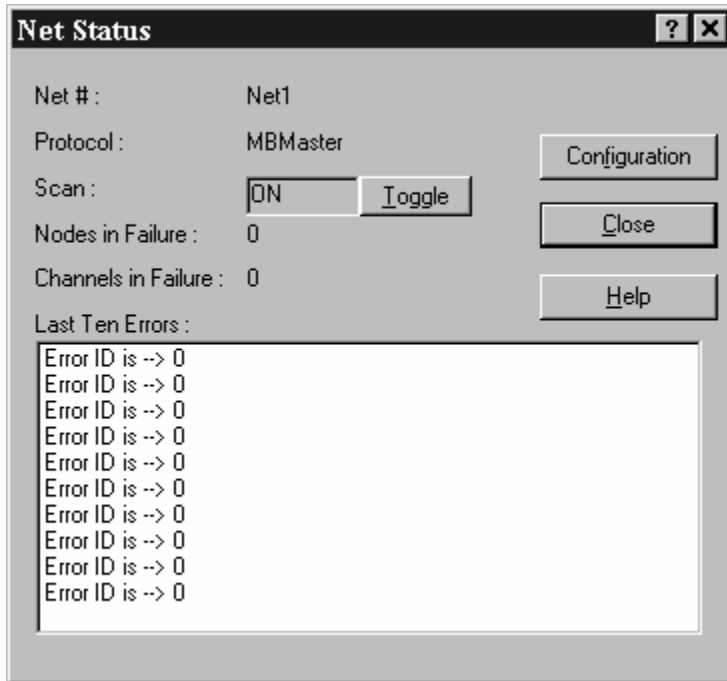 Net Status
Net # : Net1
Protocol : MBMaster
Configuration
Scan : ON Toggle
Close
Nodes in Failure : 0
Channels in Failure : 0
Help
Last Ten Errors :
Error ID is --> 0
Error ID is --> 0
Error ID is --> 0
Error ID is --> 0
Error ID is --> 0
Error ID is --> 0
Error ID is --> 0
Error ID is --> 0
Error ID is --> 0
Error ID is --> 0